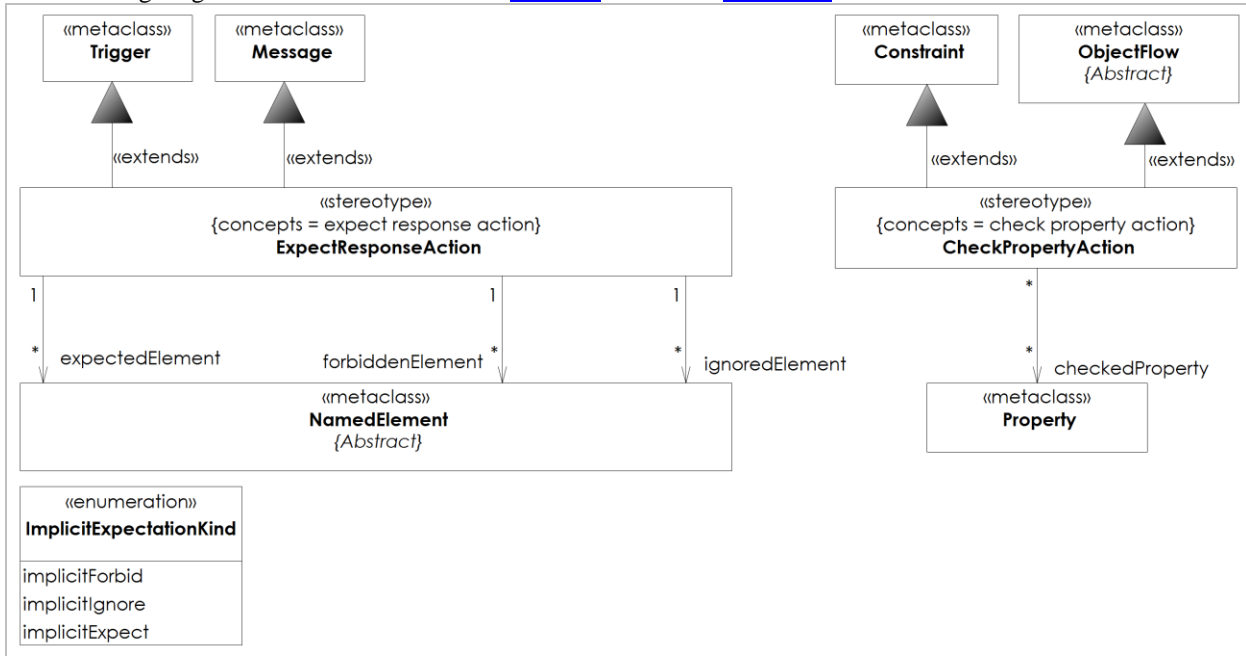 «metaclass»
Trigger
«metaclass»
Message
«metaclass»
Constraint
«metaclass»
ObjectFlow
{Abstract}
«extends»
«extends»
«extends»
«extends»
«stereotype»
{concepts = expect response action}
ExpectResponseAction
«stereotype»
{concepts = check property action}
CheckPropertyAction
1
1
1
*
*
expectedElement
forbiddenElement
*
*
ignoredElement
*
checkedProperty
«metaclass»
NamedElement
{Abstract}
«metaclass»
Property
«enumeration»
ImplicitExpectationKind
implicitForbid
implicitIgnore
implicitExpect